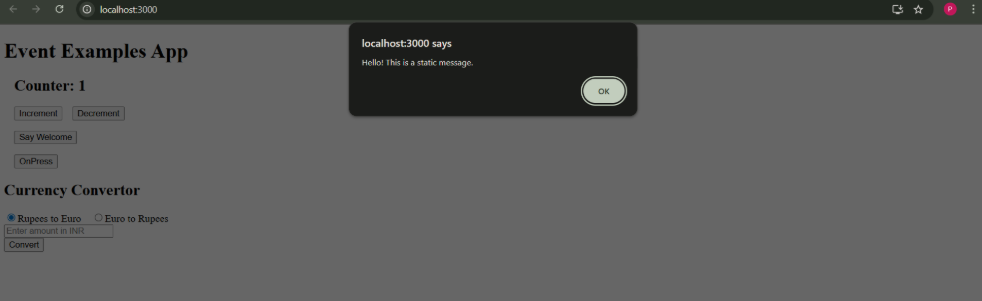 localhost:3000
P
localhost:3000 says
Hello! This is a static message.
OK
Event Examples App
Counter: 1
Increment Decrement
Say Welcome
OnPress
Currency Convertor
Rupees to Euro Euro to Rupees
Enter amount in INR
Convert